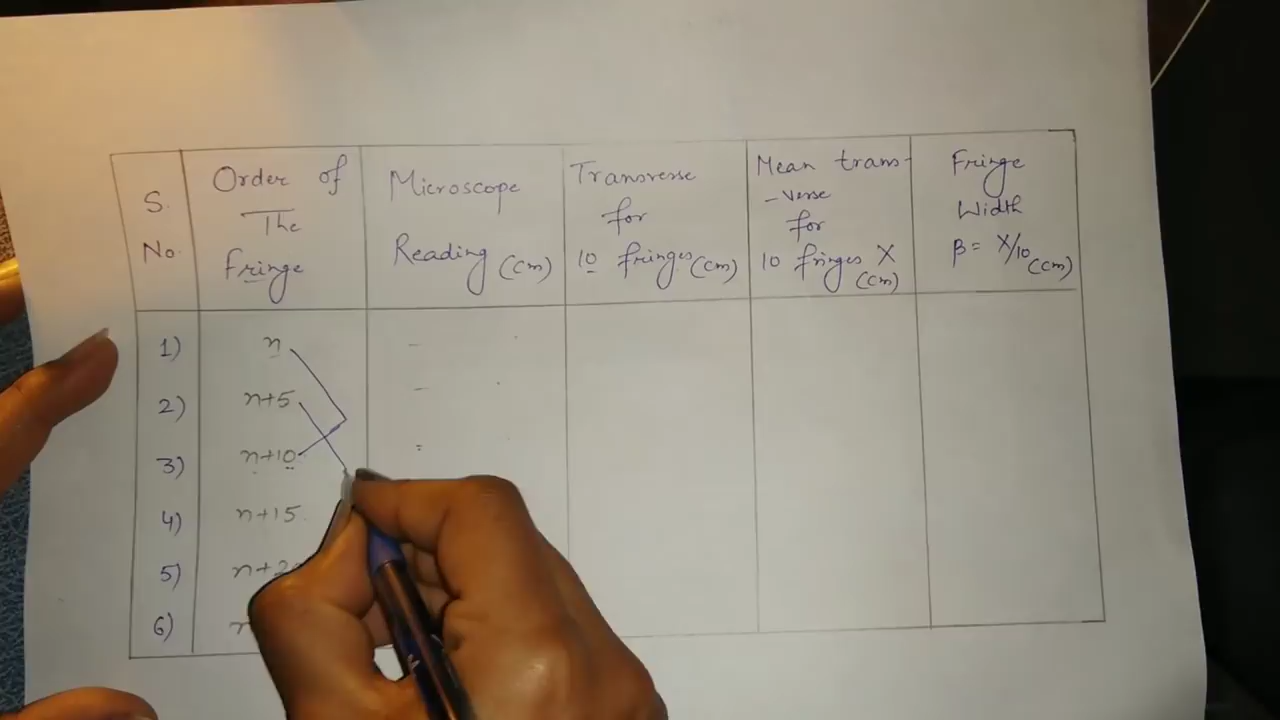 S. No.
Order of The fringe
Microscope Reading (cm)
Transverse for 10 fringes (cm)
Mean trans- -verse for 10 fringes X (cm)
Fringe Width β = X/10 (cm)
1) n -
2) n+5 -
3) n+10
4) n+15
5)
6)